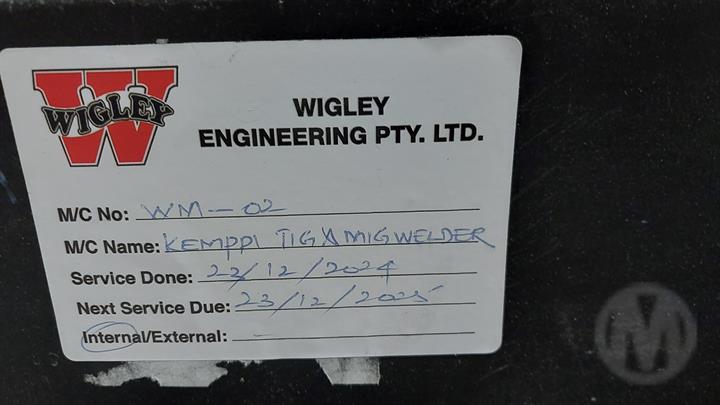 WIGLEY
WIGLEY
ENGINEERING PTY. LTD.
M/C No: WM-02
M/C Name: KEMPPI TIG & MIG WELDER
Service Done: 23/12/2024
Next Service Due: 23/12/2025
Internal/External:
M